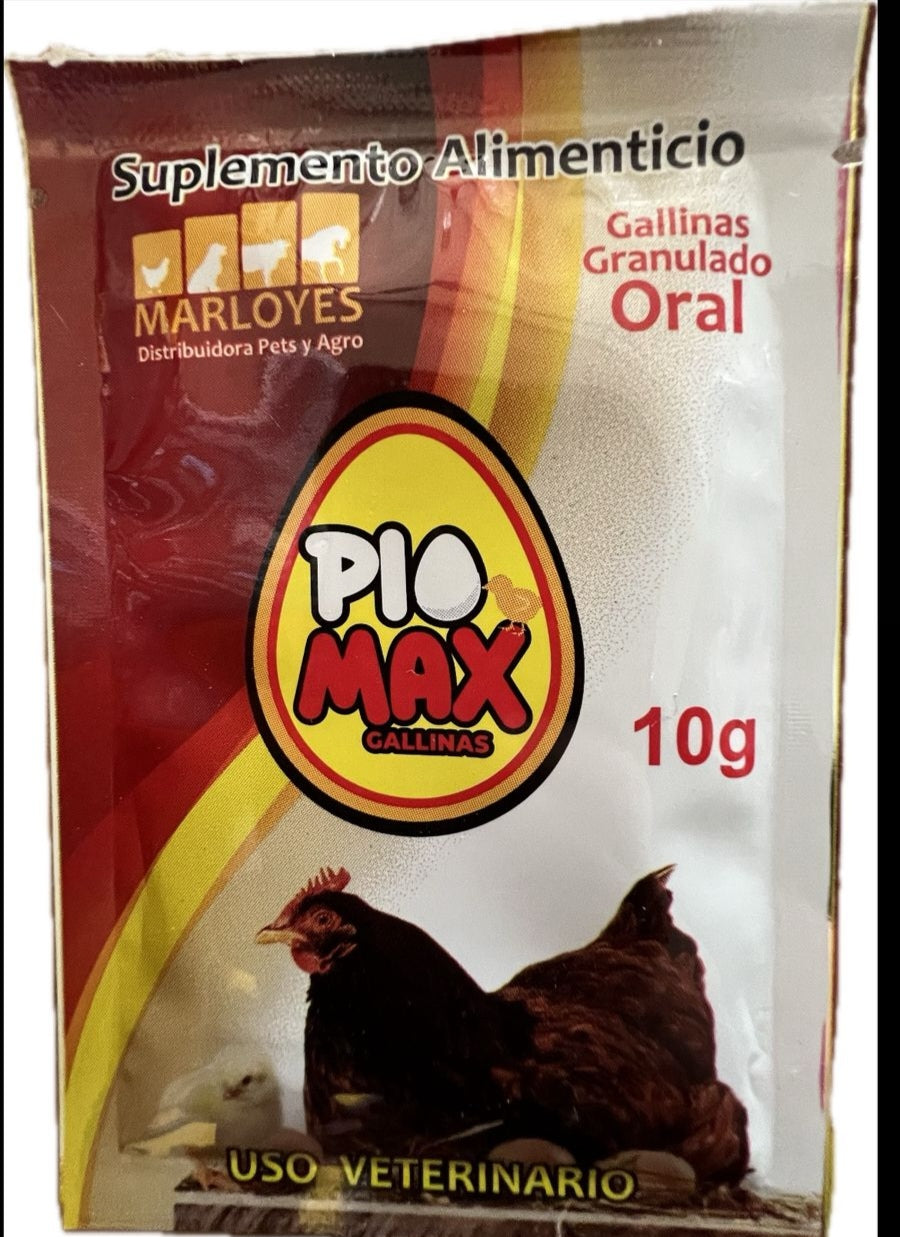 Suplemento Alimenticio
MARLOYES
Distribuidora Pets y Agro
Gallinas
Granulado
Oral
PIO
MAX
GALLINAS
10g
USO VETERINARIO